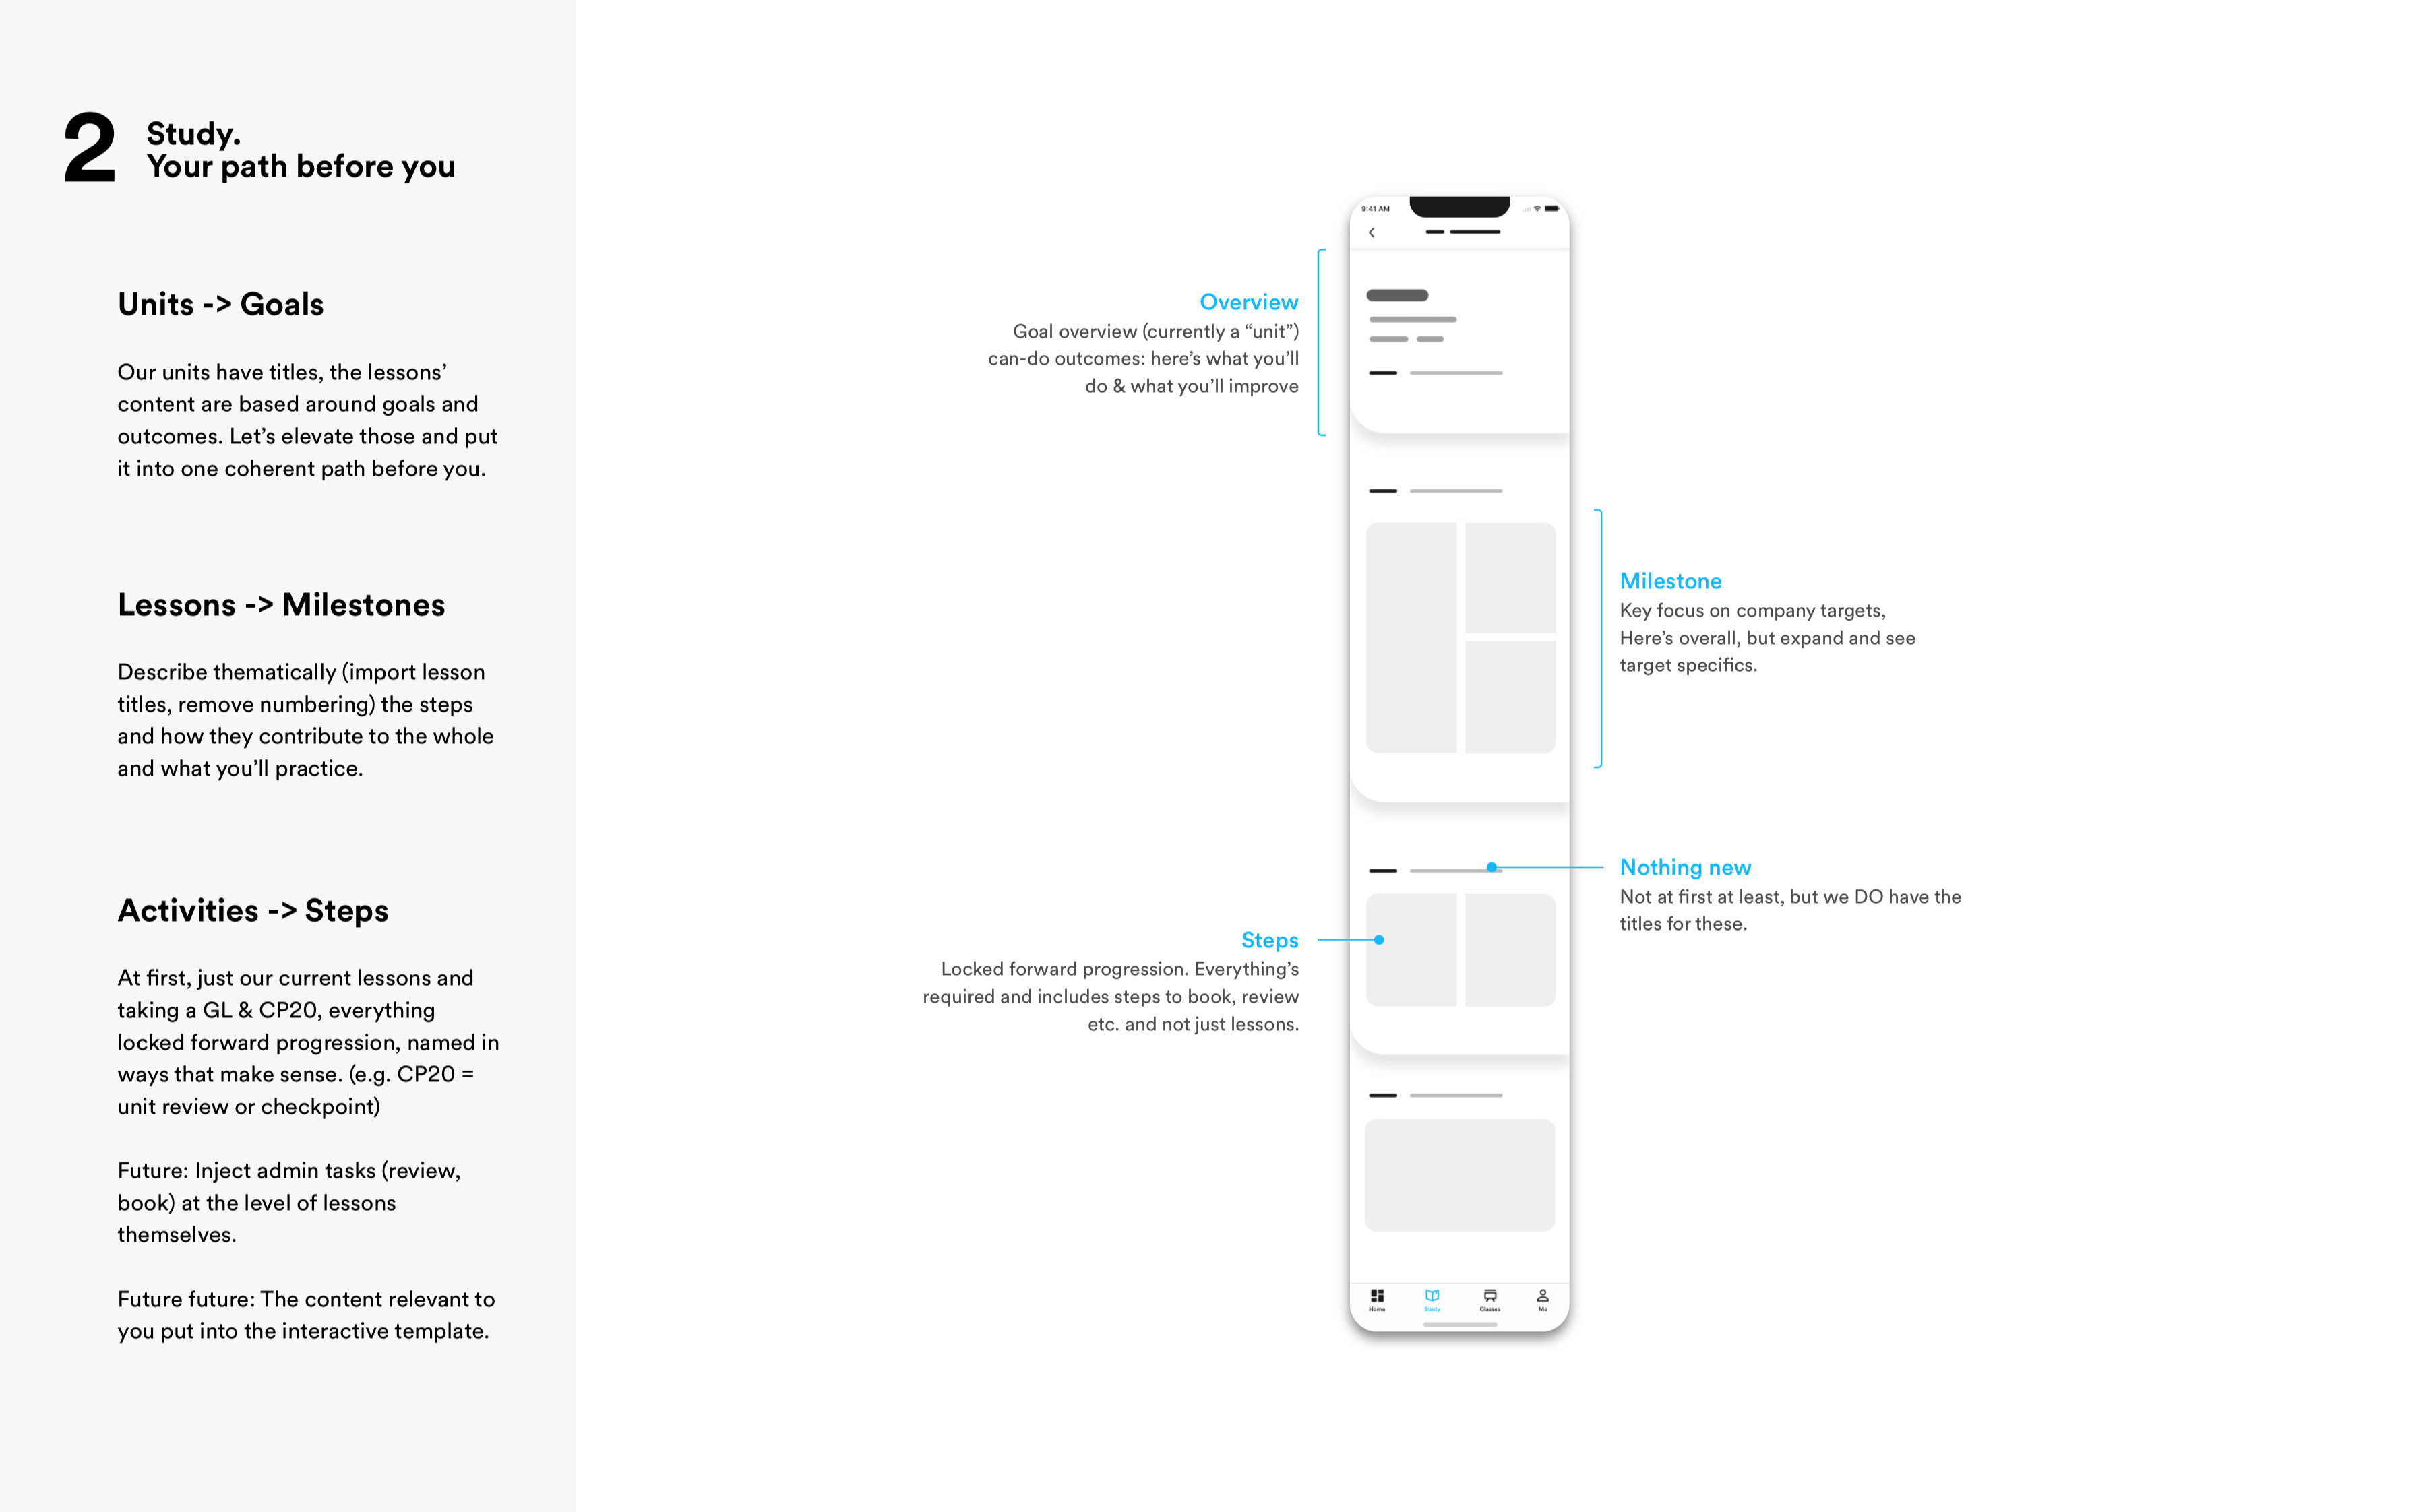 2
Study.
Your path before you
Units -> Goals
Our units have titles, the lessons’
content are based around goals and
outcomes. Let’s elevate those and put
it into one coherent path before you.
Lessons -> Milestones
Describe thematically (import lesson
titles, remove numbering) the steps
and how they contribute to the whole
and what you’ll practice.
Activities -> Steps
At first, just our current lessons and
taking a GL & CP20, everything
locked forward progression, named in
ways that make sense. (e.g. CP20 =
unit review or checkpoint)
Future: Inject admin tasks (review,
book) at the level of lessons
themselves.
Future future: The content relevant to
you put into the interactive template.
Overview
Goal overview (currently a “unit”)
can-do outcomes: here’s what you’ll
do & what you’ll improve
Steps
Locked forward progression. Everything’s
required and includes steps to book, review
etc. and not just lessons.
9:41 AM
Home
Study
Classes
Me
Milestone
Key focus on company targets,
Here’s overall, but expand and see
target specifics.
Nothing new
Not at first at least, but we DO have the
titles for these.